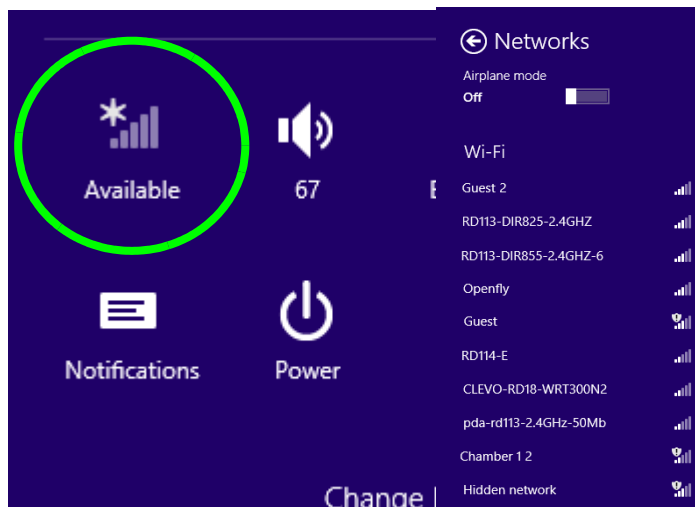 Available
67
Notifications
Power
Change
Networks
Airplane mode
Off
Wi-Fi
Guest 2
RD113-DIR825-2.4GHZ
RD113-DIR855-2.4GHZ-6
Openfly
Guest
RD114-E
CLEVO-RD18-WRT300N2
pda-rd113-2.4GHz-50Mb
Chamber 1 2
Hidden network